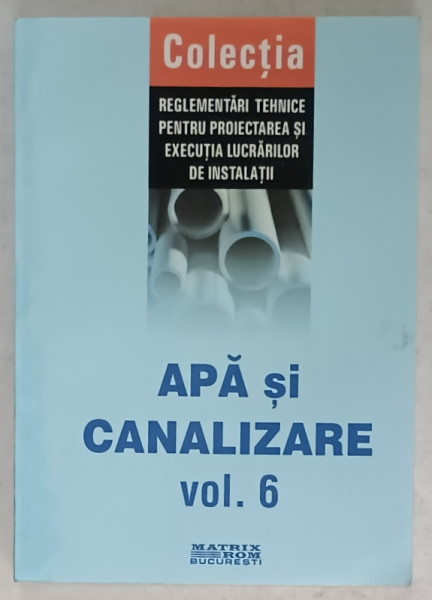 Colecția
REGLEMENTĂRI TEHNICE
PENTRU PROIECTAREA ȘI
EXECUȚIA LUCRĂRILOR
DE INSTALAȚII
APĂ și
CANALIZARE
vol. 6
MATRIX
ROM
BUCUREȘTI